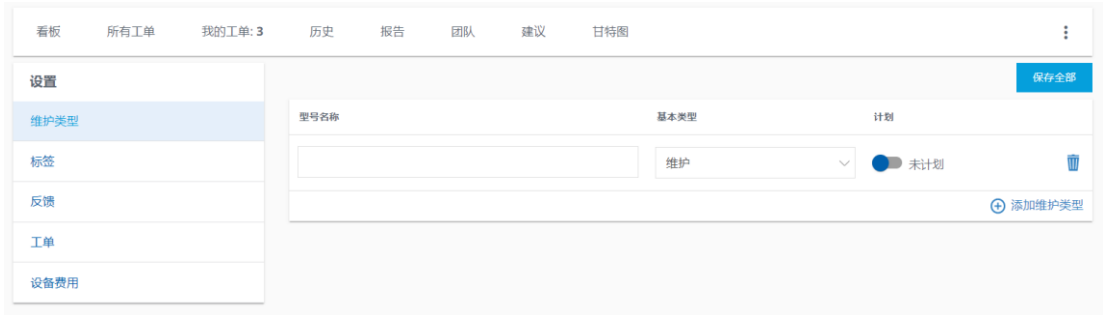 看板 所有工单 我的工单: 3 历史 报告 团队 建议 甘特图
设置
保存全部
维护类型
型号名称 基本类型 计划
标签
维护 未计划
反馈
添加维护类型
工单
设备费用